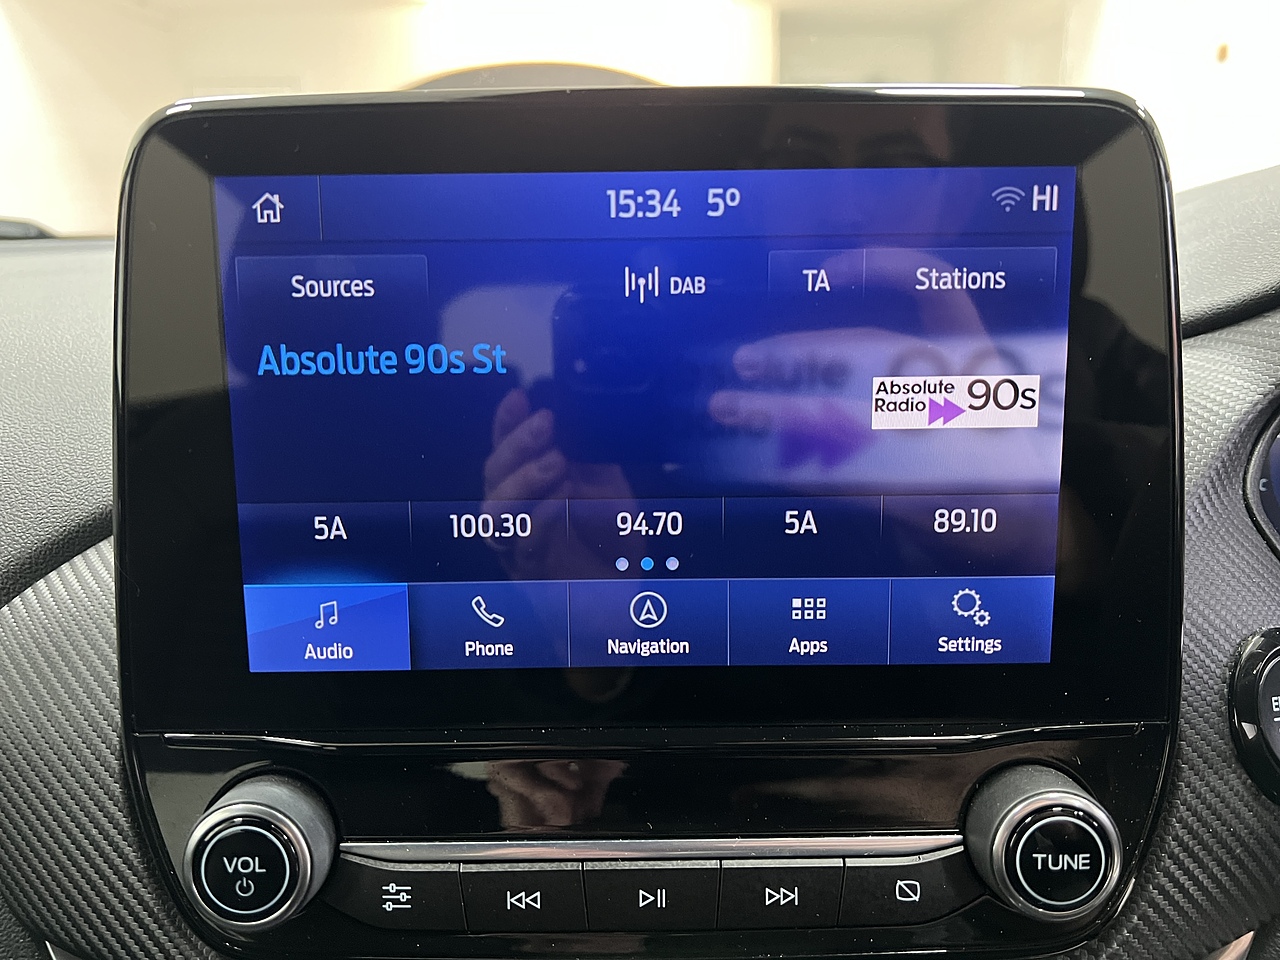 15:34 5°
HI
Sources
DAB
TA
Stations
Absolute 90s St
Absolute
Radio 90s
5A
100.30
94.70
5A
89.10
Audio
Phone
Navigation
Apps
Settings
VOL
TUNE